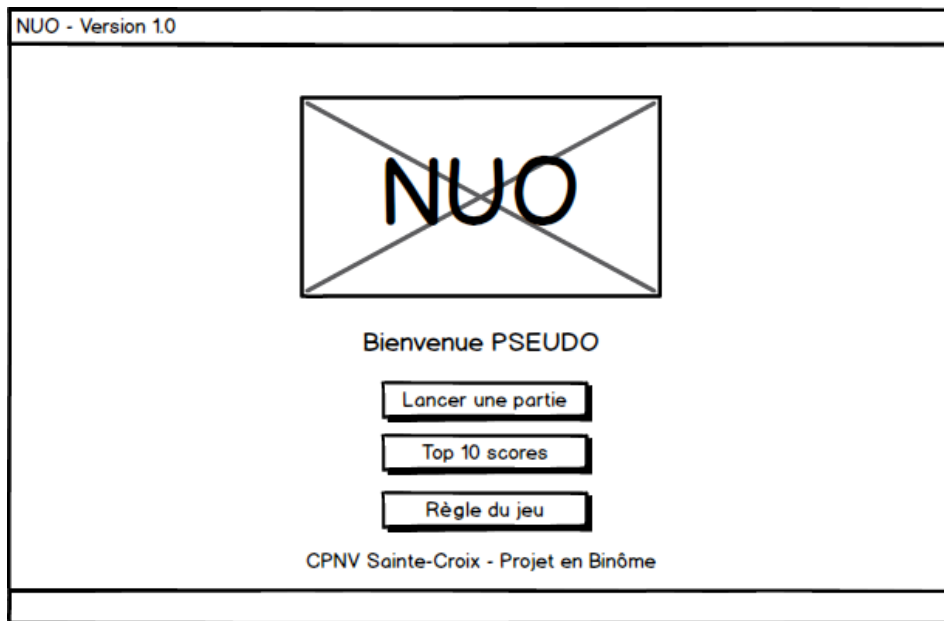 NUO - Version 1.0
NUO
Bienvenue PSEUDO
Lancer une partie
Top 10 scores
Règle du jeu
CPNV Sainte-Croix - Projet en Binôme